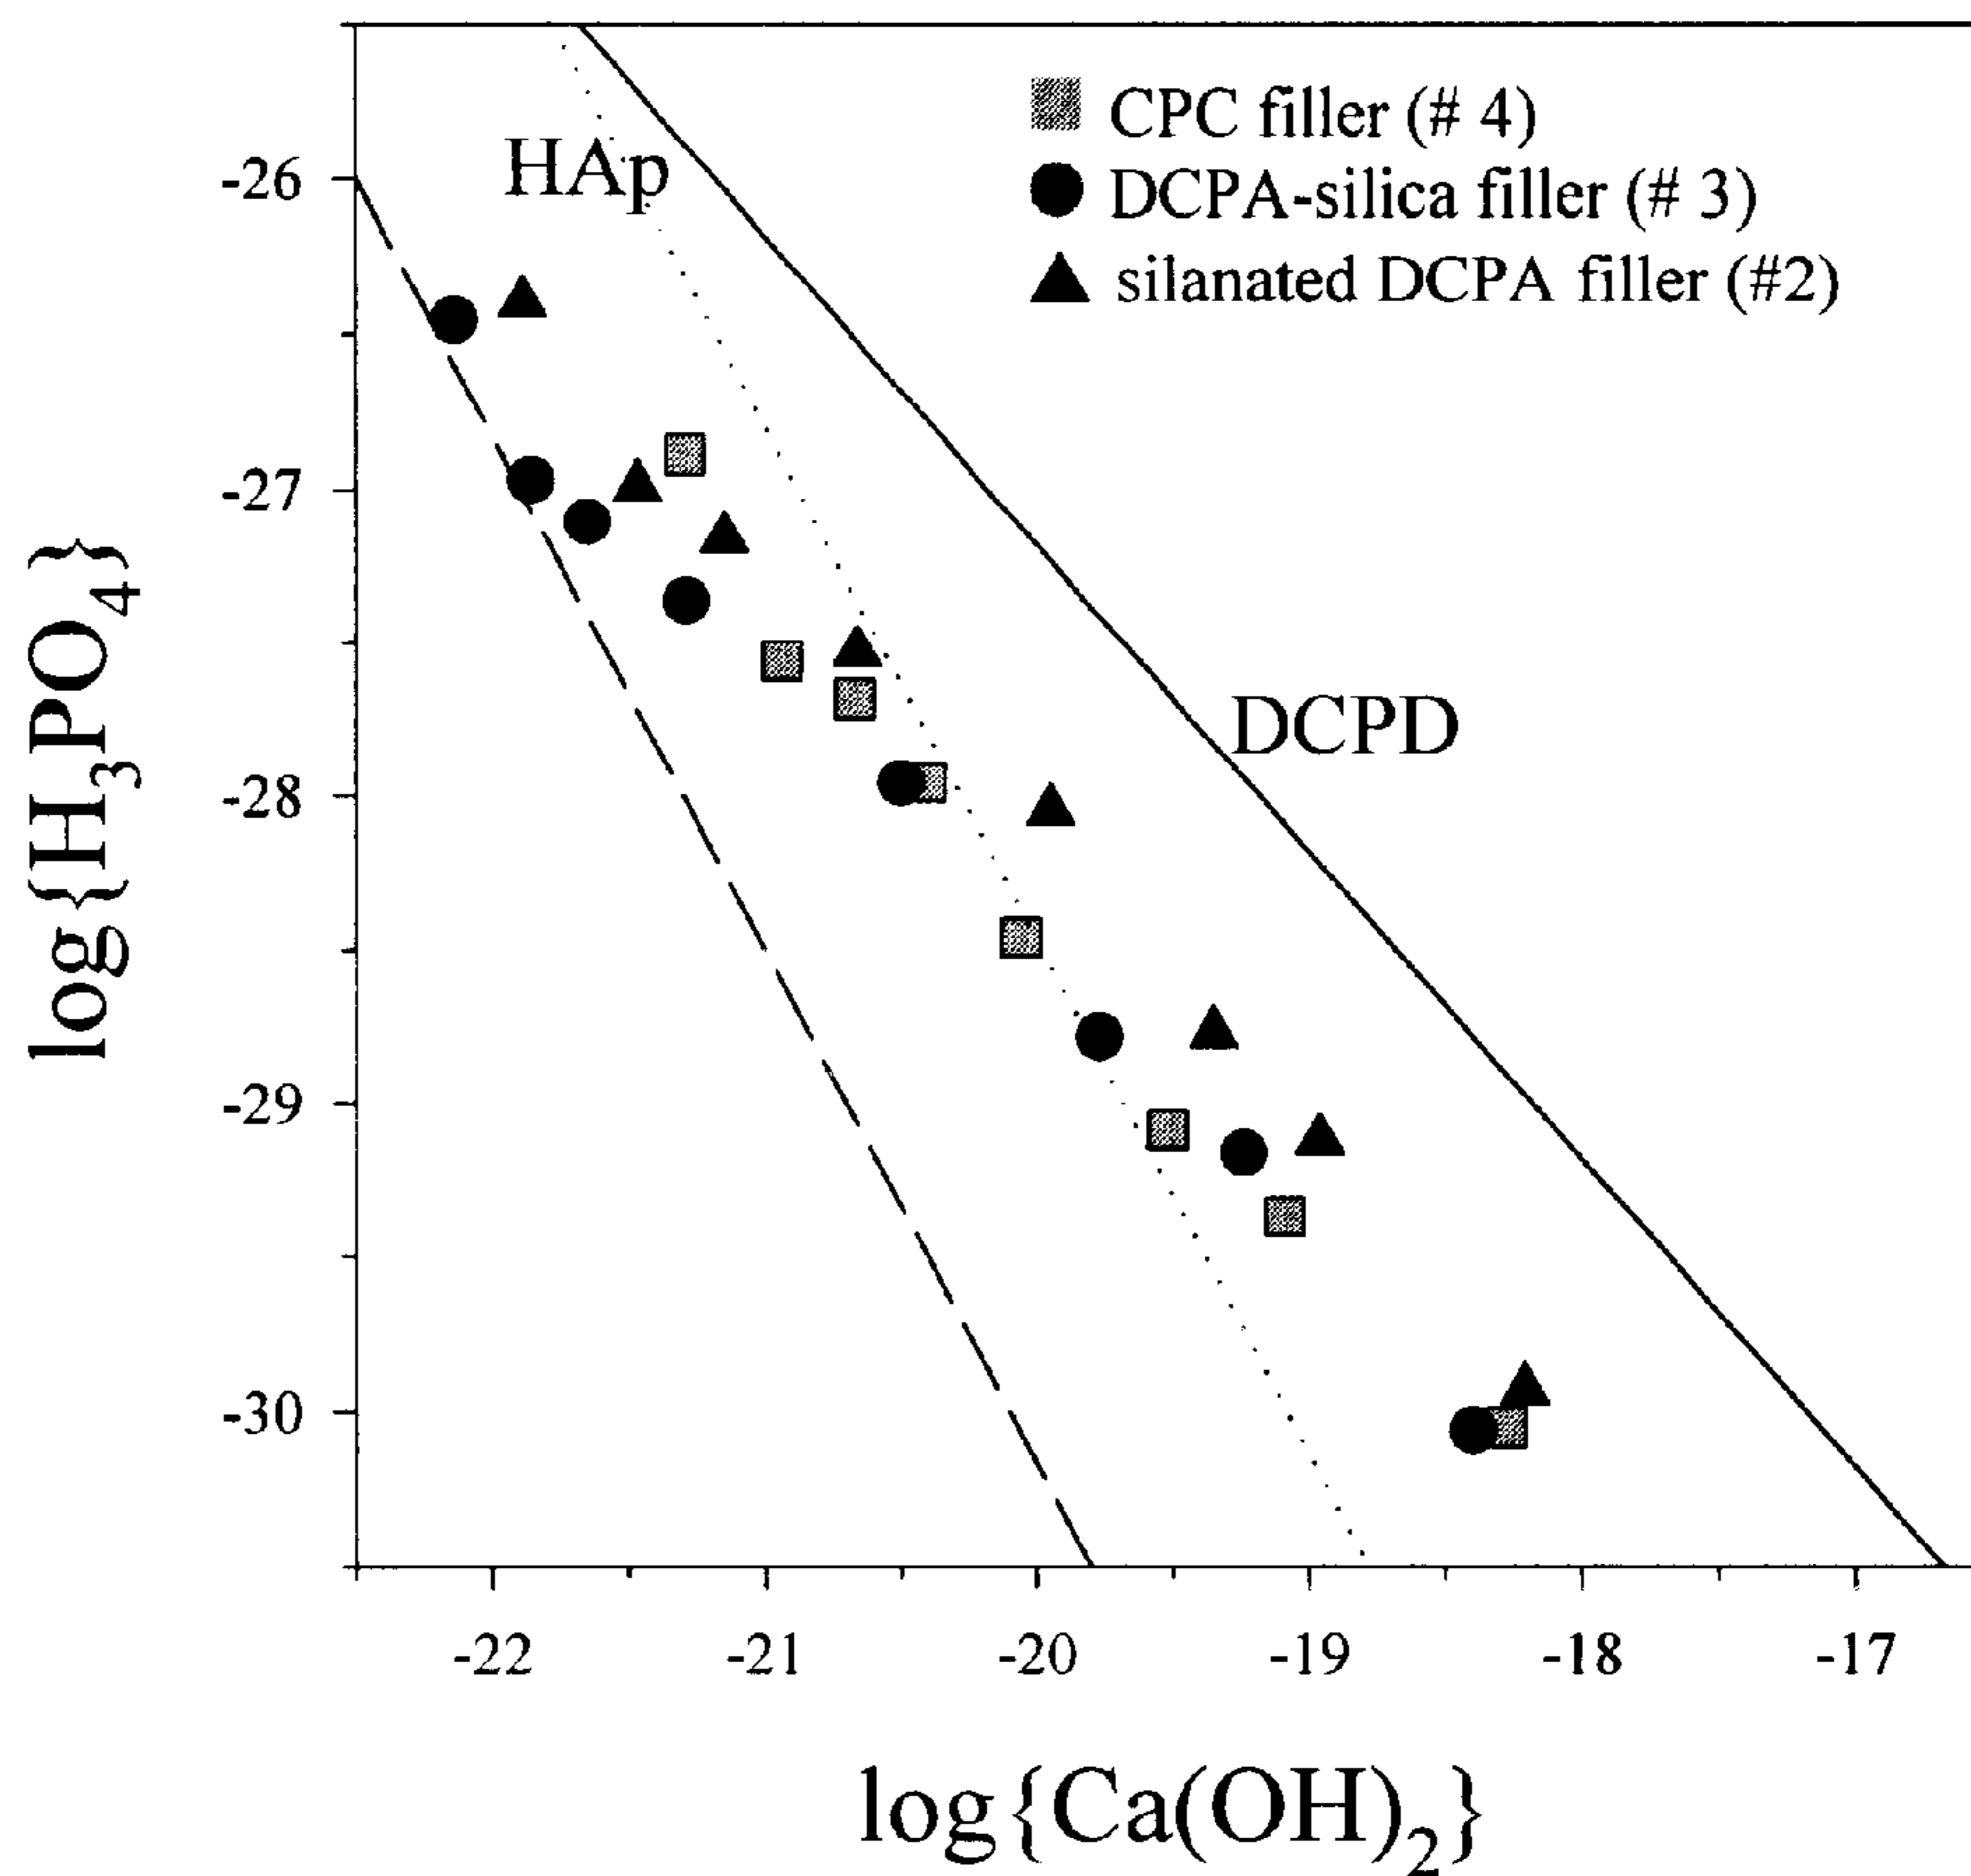 CPC filler (# 4)
DCPA-silica filler (# 3)
silanated DCPA filler (#2)
HAp
DCPD
log{H₃PO₄}
-26
-27
-28
-29
-30
-22
-21
-20
-19
-18
-17
log{Ca(OH)₂}